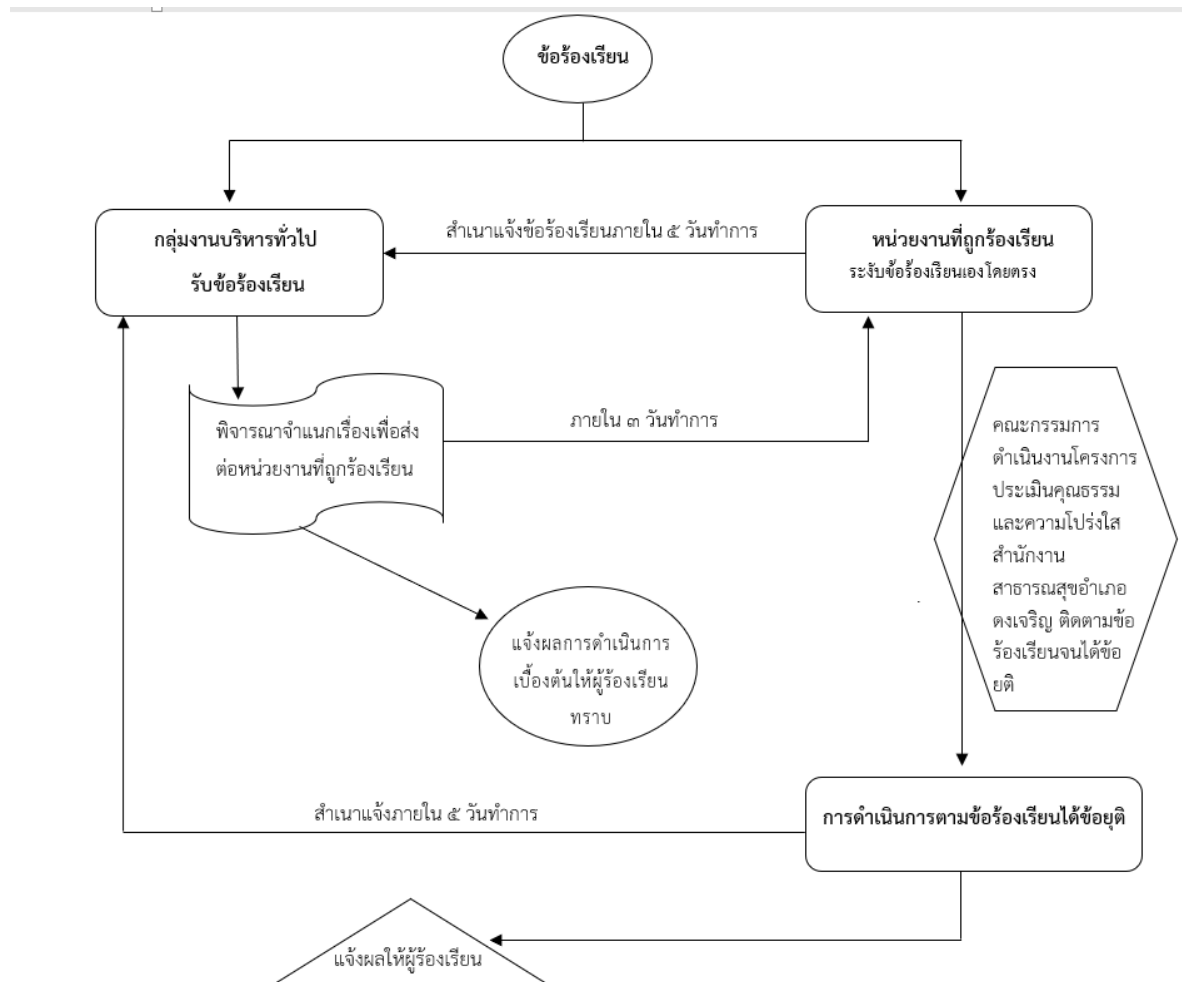 ข้อร้องเรียน
กลุ่มงานบริหารทั่วไป
รับข้อร้องเรียน
สำเนาแจ้งข้อร้องเรียนภายใน ๕ วันทำการ
หน่วยงานที่ถูกร้องเรียน
ระงับข้อร้องเรียนเองโดยตรง
พิจารณาจำแนกเรื่องเพื่อส่ง
ต่อหน่วยงานที่ถูกร้องเรียน
ภายใน ๓ วันทำการ
คณะกรรมการ
ดำเนินงานโครงการ
ประเมินคุณธรรม
และความโปร่งใส
สำนักงาน
สาธารณสุขอำเภอ
ดงเจริญ ติดตามข้อ
ร้องเรียนจนได้ข้อ
ยติ
แจ้งผลการดำเนินการ
เบื้องต้นให้ผู้ร้องเรียน
ทราบ
สำเนาแจ้งภายใน ๕ วันทำการ
การดำเนินการตามข้อร้องเรียนได้ข้อยุติ
แจ้งผลให้ผู้ร้องเรียน